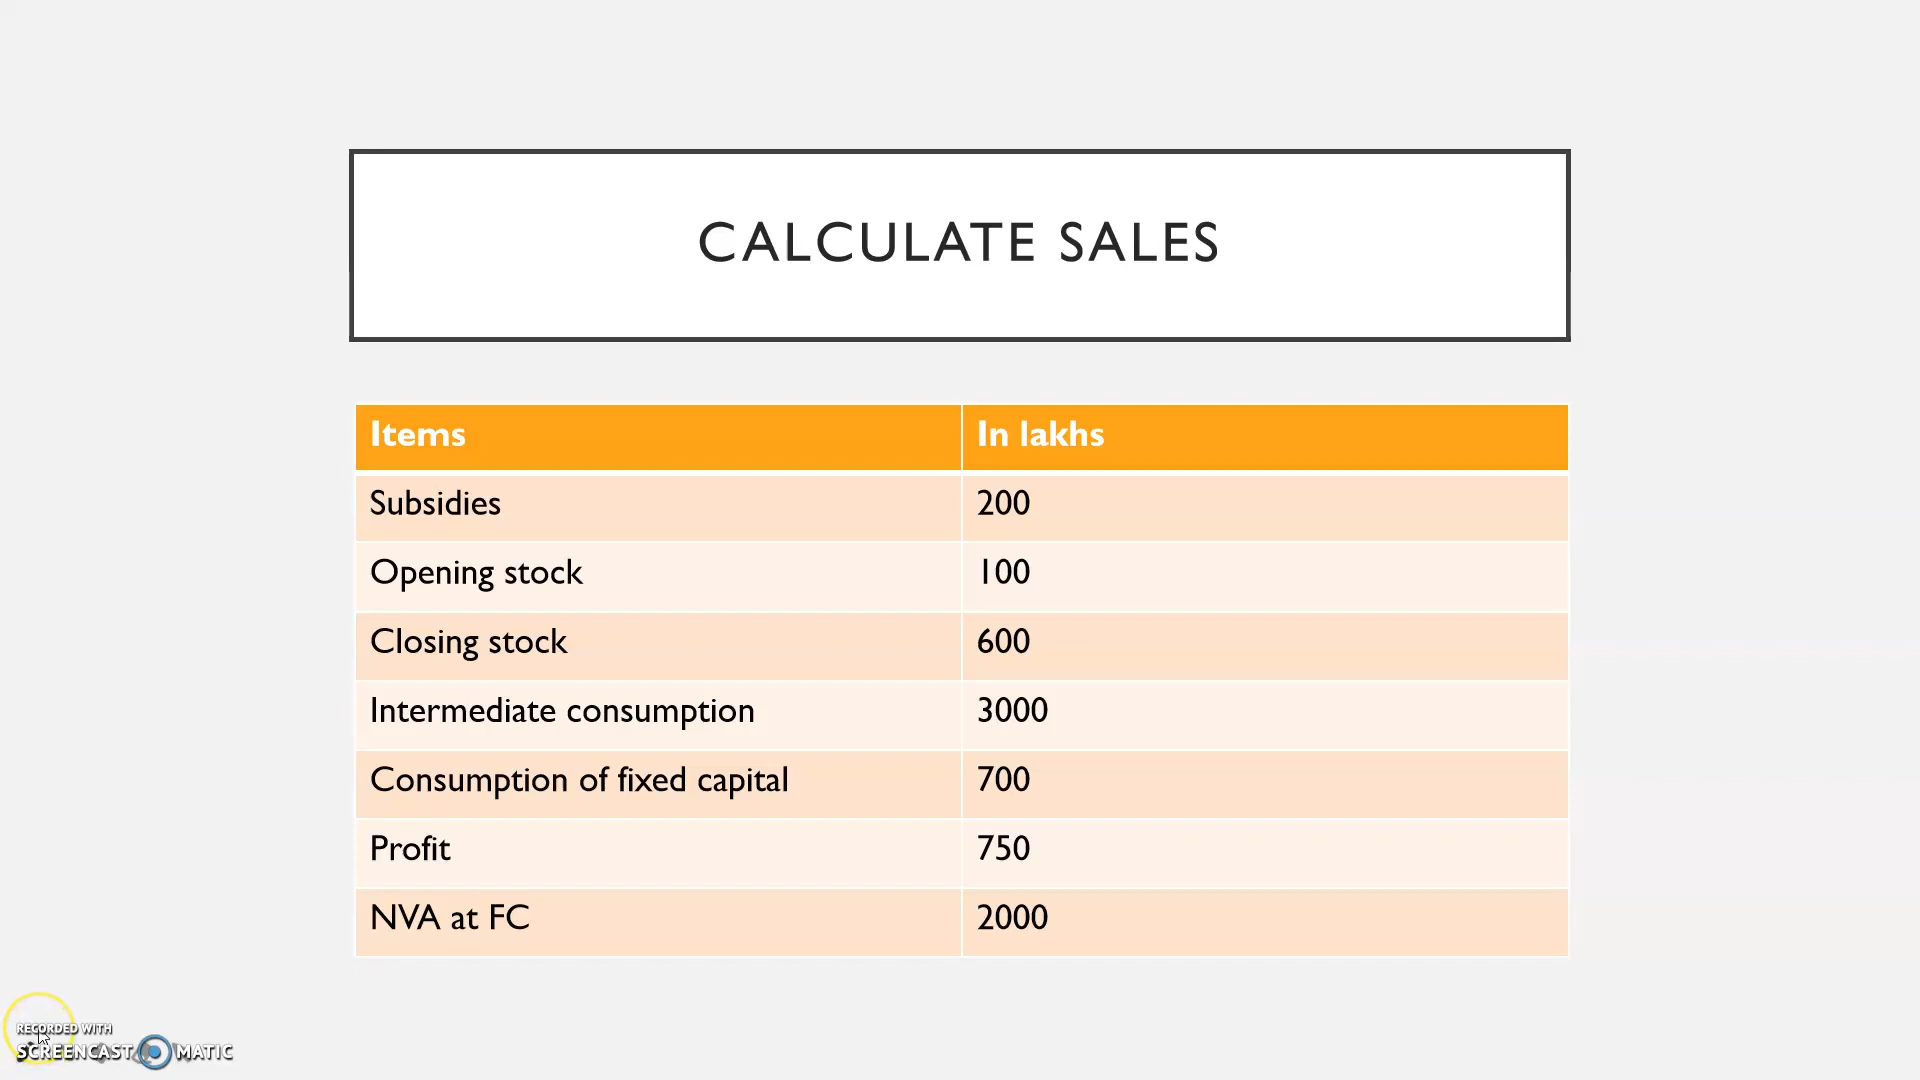 CALCULATE SALES
Items In lakhs
Subsidies 200
Opening stock 100
Closing stock 600
Intermediate consumption 3000
Consumption of fixed capital 700
Profit 750
NVA at FC 2000
RECORDED WITH
SCREENCAST MATIC